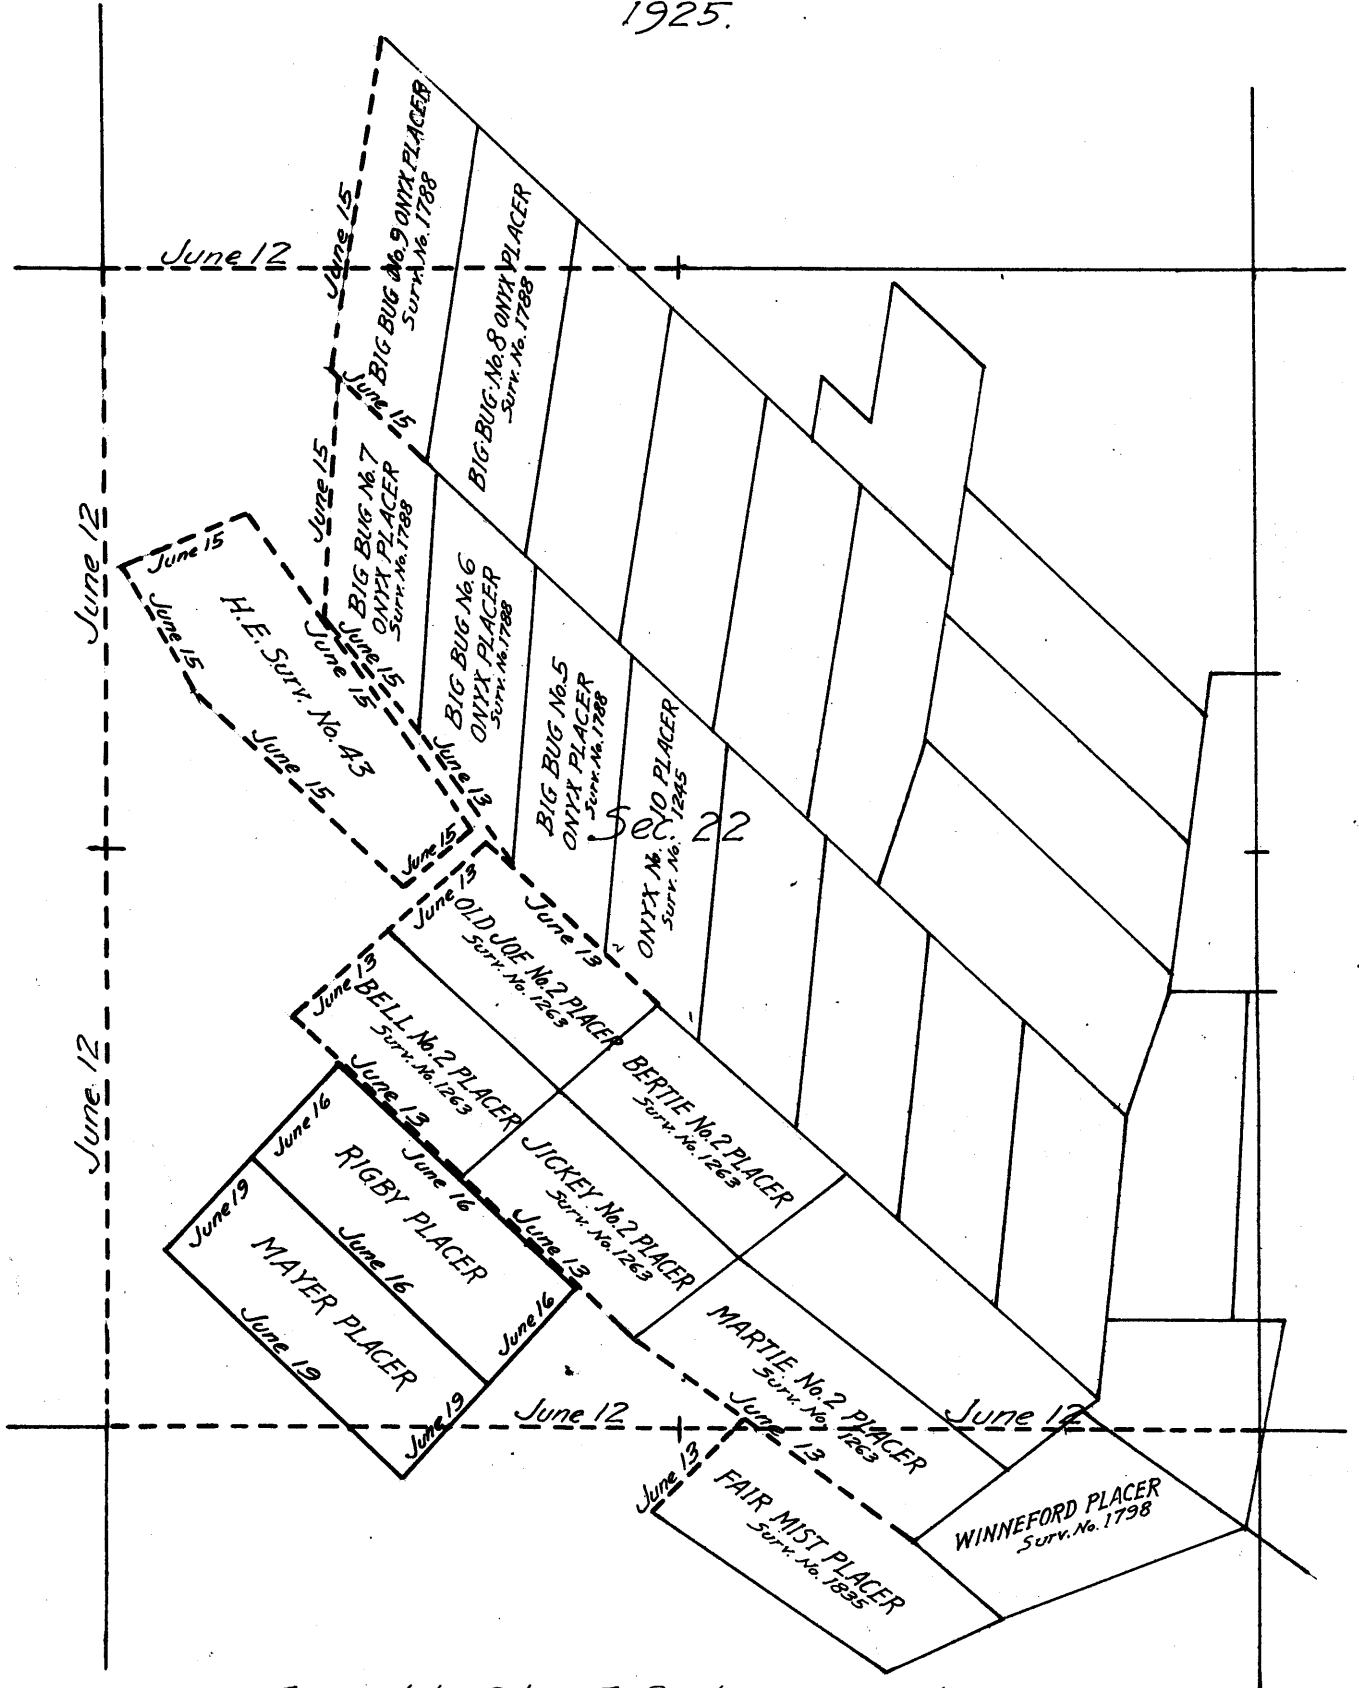 1925.
June 15
BIG BUG No.9 ONYX PLACER
Surv. No. 1788
June 12
BIG BUG No.8 ONYX PLACER
Surv. No. 1788
June 15
June 15
BIG BUG No.7
ONYX PLACER
Surv. No. 1788
June 12
June 15
June 15
H.E. Surv. No. 43
June 15
June 15
June 15
BIG BUG No.6
ONYX PLACER
Surv. No. 1788
June 13
BIG BUG No.5
ONYX PLACER
Surv. No. 1788
ONYX No. 10 PLACER
Surv. No. 1245
Sec. 22
June 15
June 15
June 13
OLD JOE No.2 PLACER
Surv. No. 1263
June 13
June 13
BELL No.2 PLACER
Surv. No. 1263
June 12
June 13
BERTIE No.2 PLACER
Surv. No. 1263
June 16
RIGBY PLACER
June 16
JICKEY No.2 PLACER
Surv. No. 1263
June 13
June 19
MAYER PLACER
June 16
June 16
June 19
June 19
June 12
MARTIE No.2 PLACER
Surv. No. 1263
June 12
June 13
June 13
FAIR MIST PLACER
Surv. No. 1835
WINNEFORD PLACER
Surv. No. 1798